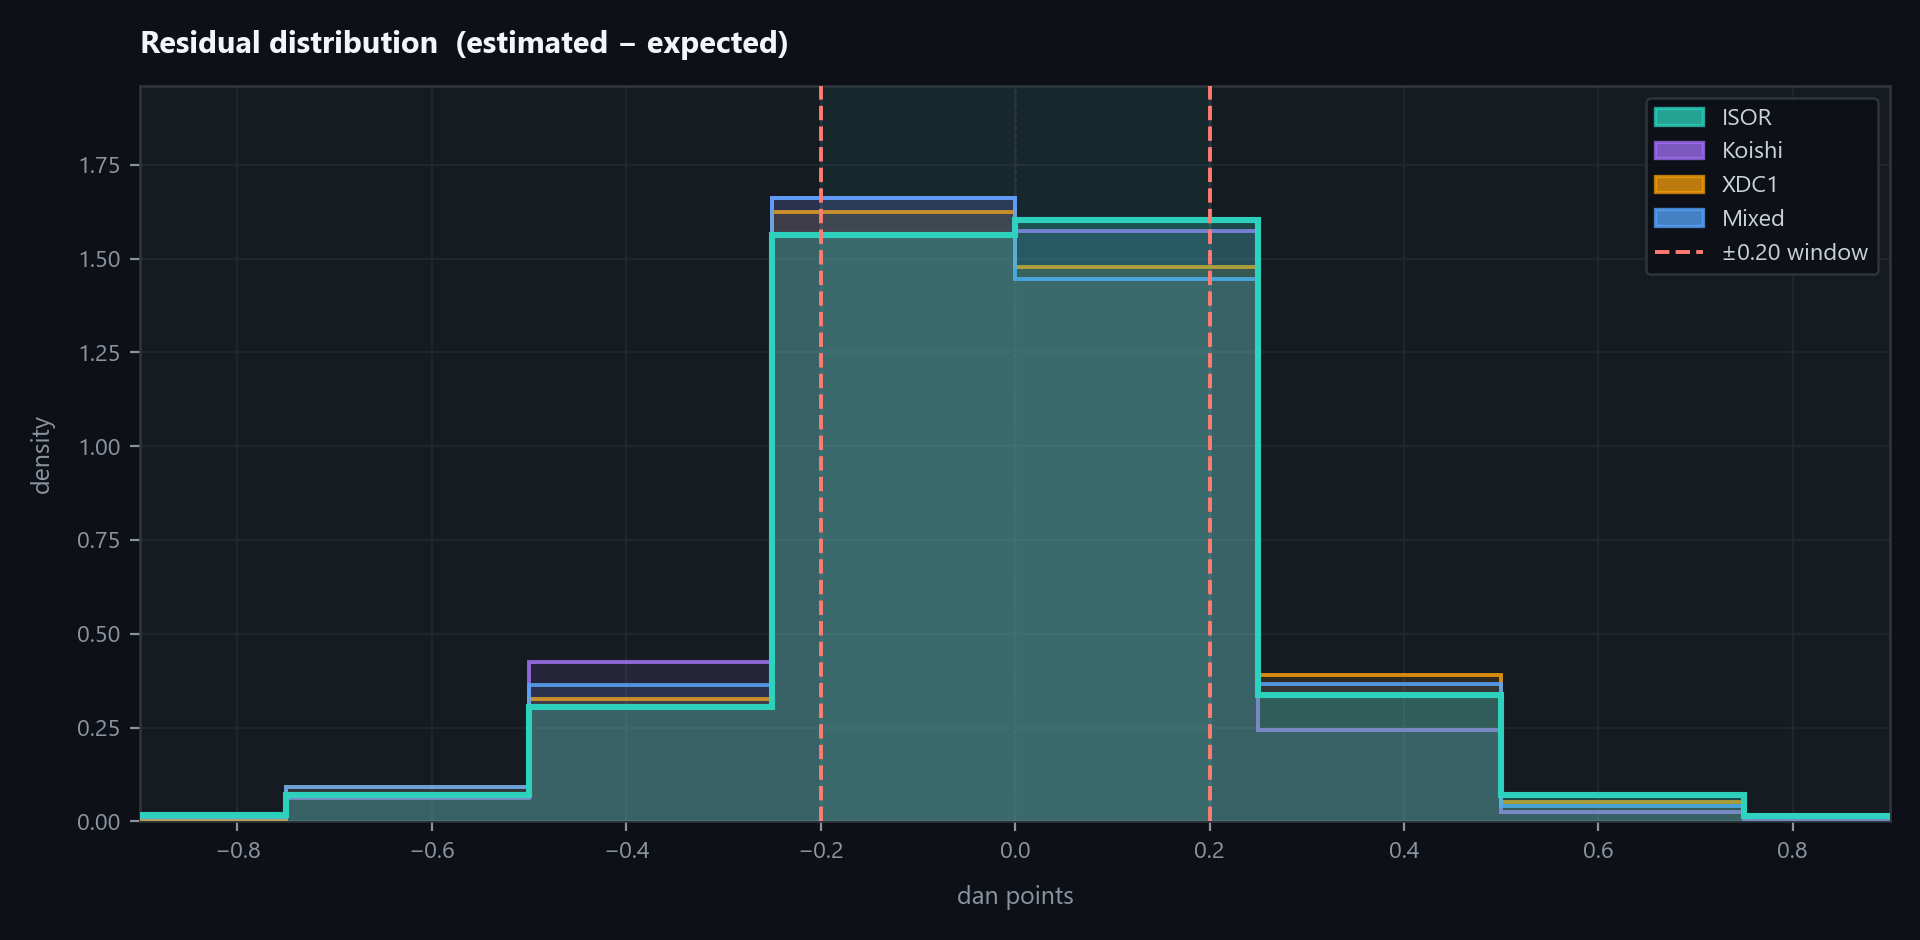 Residual distribution (estimated − expected)
ISOR
Koishi
XDC1
Mixed
±0.20 window
1.75
1.50
1.25
1.00
0.75
0.50
0.25
0.00
density
−0.8 −0.6 −0.4 −0.2 0.0 0.2 0.4 0.6 0.8
dan points